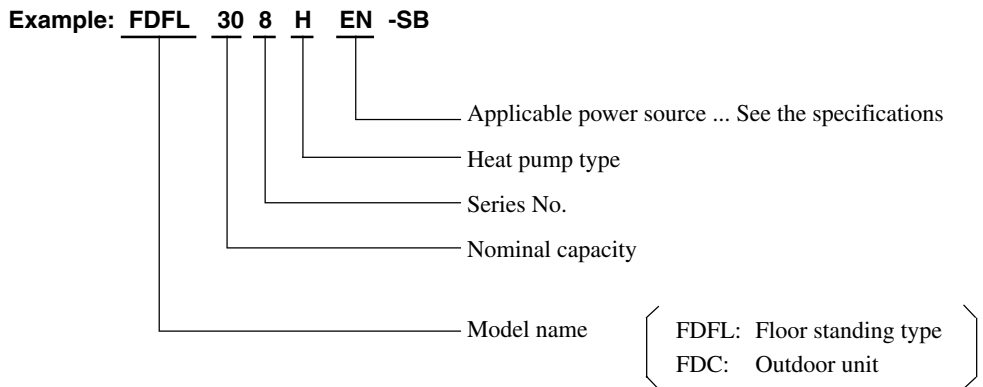 Example: FDFL 30 8 H EN -SB
Applicable power source ... See the specifications
Heat pump type
Series No.
Nominal capacity
Model name
FDFL: Floor standing type
FDC: Outdoor unit